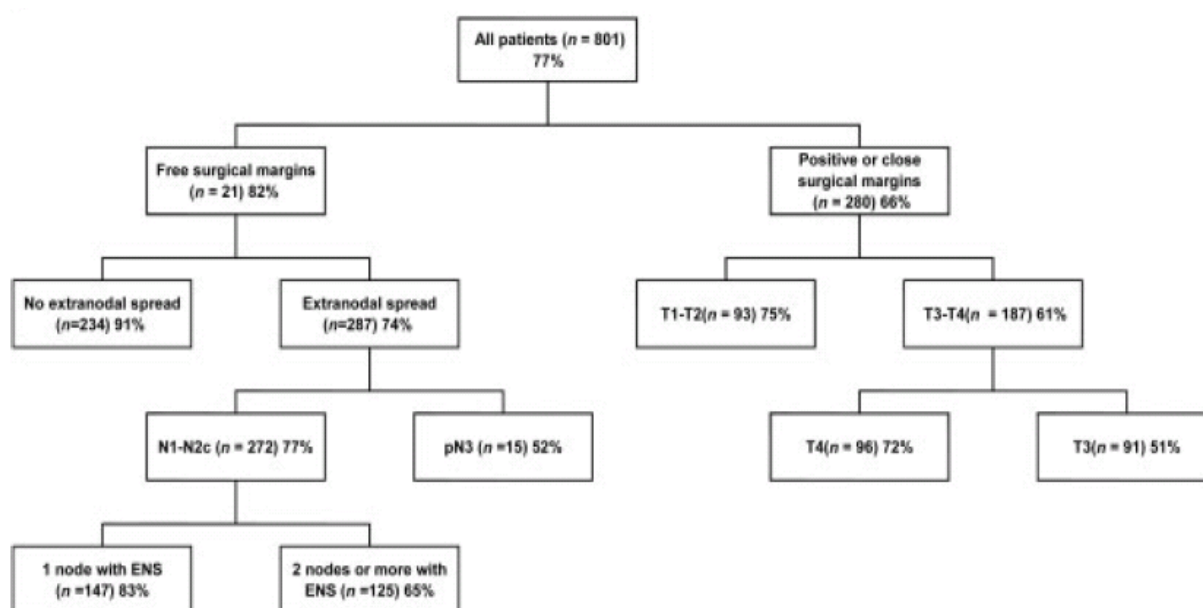 All patients (n = 801)
77%
Free surgical margins
(n = 21) 82%
Positive or close
surgical margins
(n = 280) 66%
No extranodal spread
(n=234) 91%
Extranodal spread
(n=287) 74%
T1-T2(n = 93) 75%
T3-T4(n = 187) 61%
N1-N2c (n = 272) 77%
pN3 (n =15) 52%
T4(n = 96) 72%
T3(n = 91) 51%
1 node with ENS
(n =147) 83%
2 nodes or more with
ENS (n =125) 65%